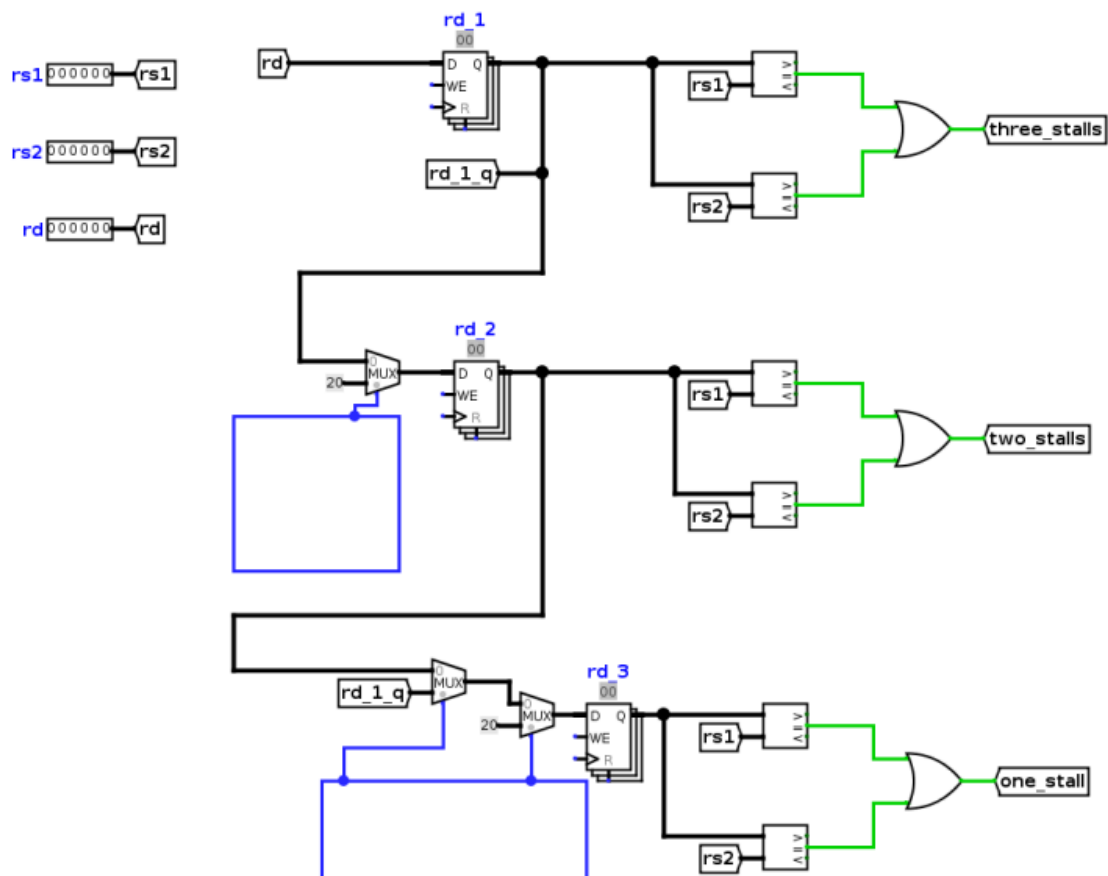 rs1 000000 rs1
rs2 000000 rs2
rd 000000 rd
rd
rd_1
00
D Q
WE
R
rd_1_q
rs1
> = <
rs2
> = <
three_stalls
0
MUX
20
rd_2
00
D Q
WE
R
rs1
> = <
rs2
> = <
two_stalls
0
MUX
rd_1_q
0
MUX
20
rd_3
00
D Q
WE
R
rs1
> = <
rs2
> = <
one_stall